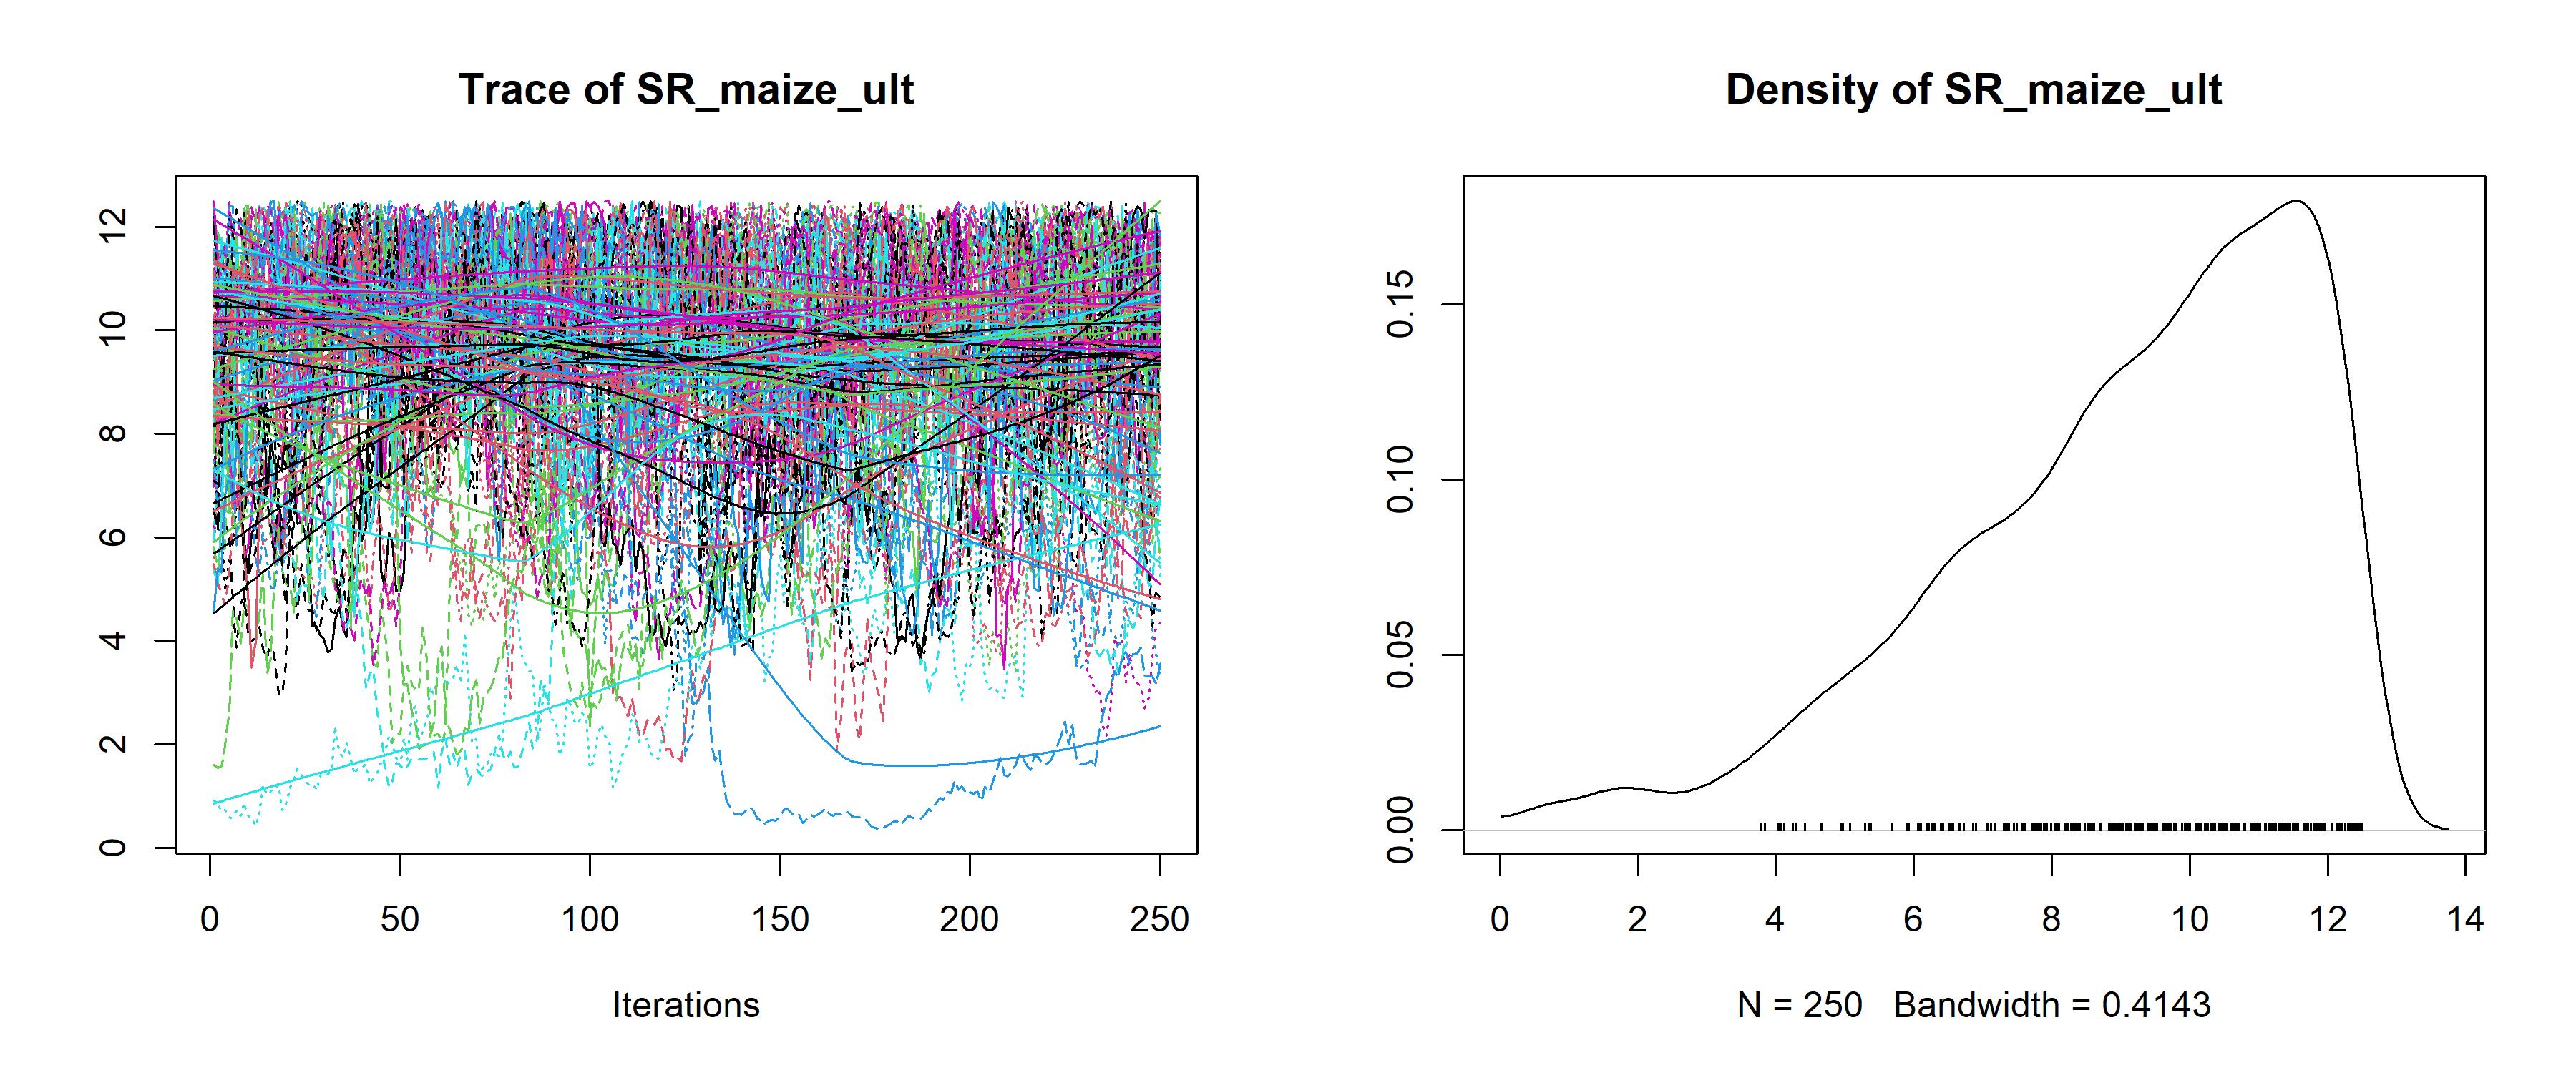 Trace of SR_maize_ult
12
10
8
6
4
2
0
0 50 100 150 200 250
Iterations
Density of SR_maize_ult
0.15
0.10
0.05
0.00
0 2 4 6 8 10 12 14
N = 250 Bandwidth = 0.4143